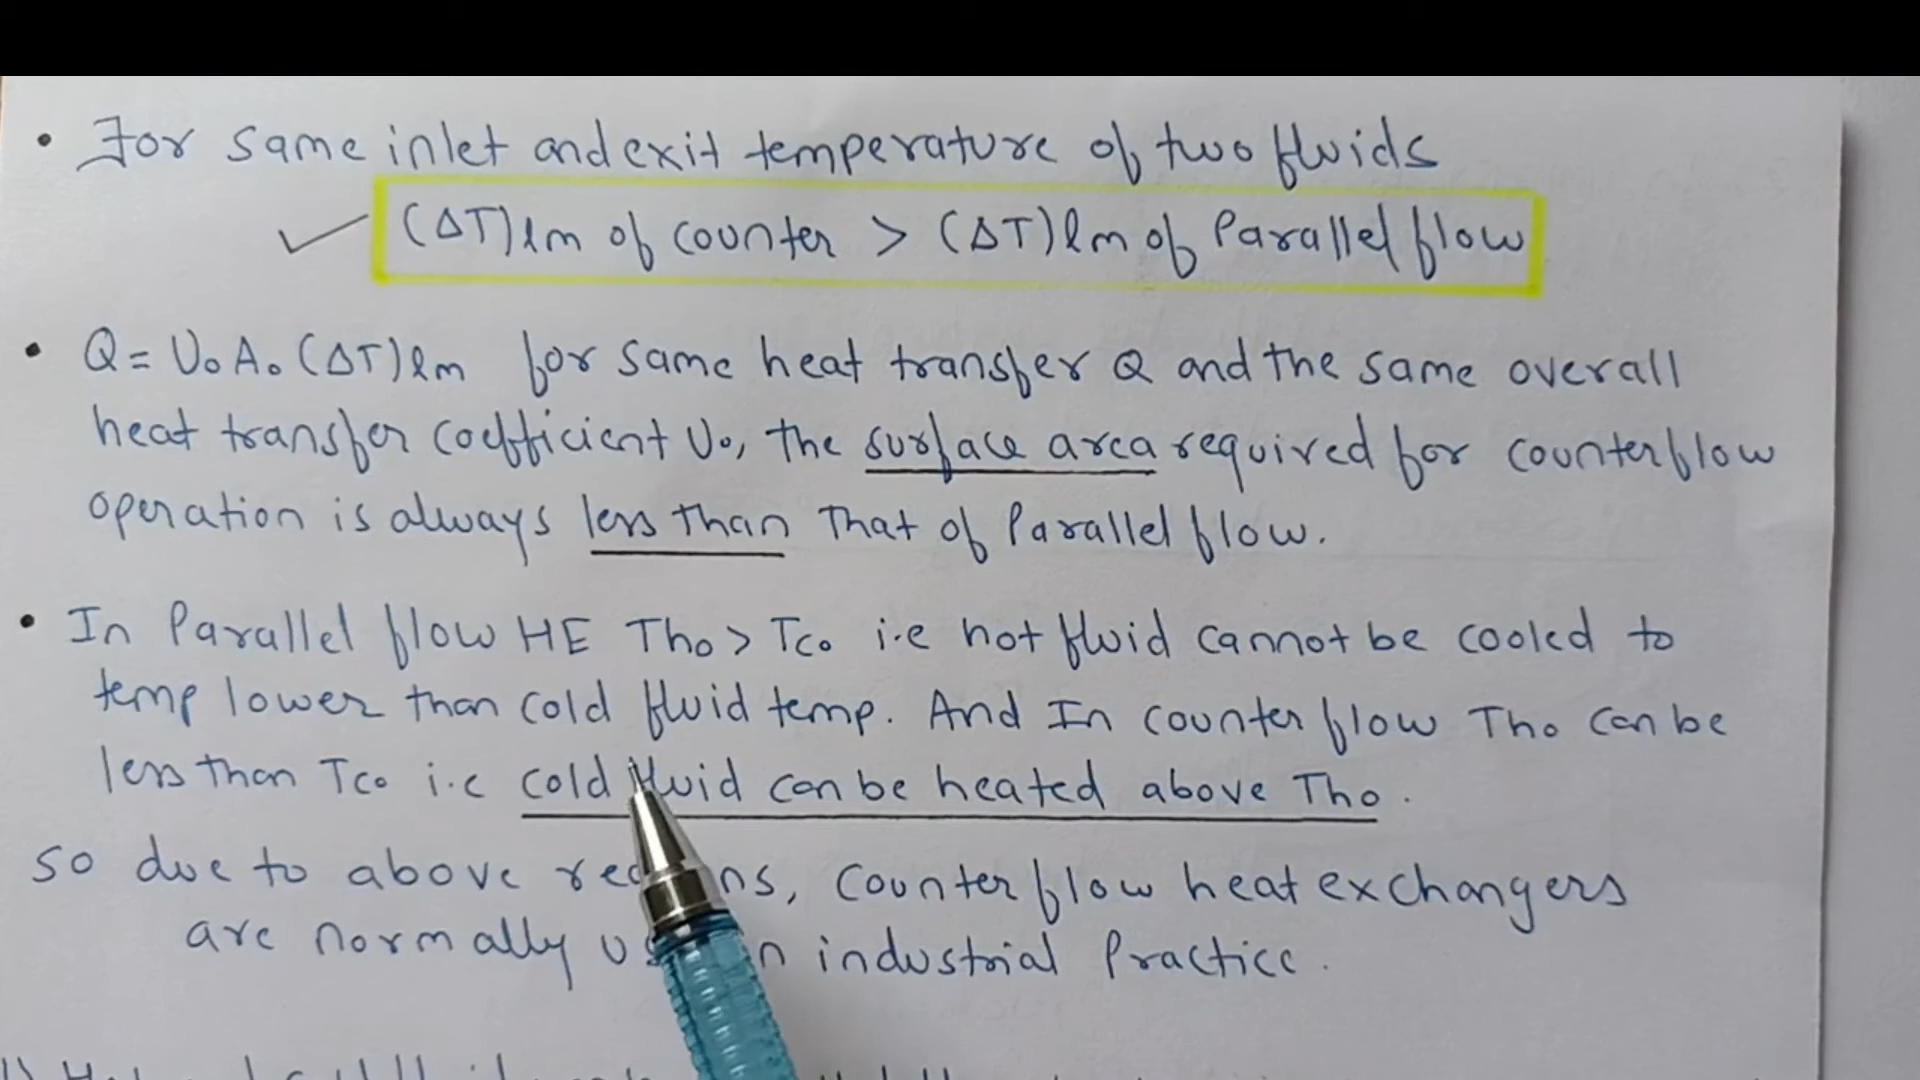 • For same inlet and exit temperature of two fluids
(ΔT)lm of counter > (ΔT)lm of Parallel flow
• Q = U₀ A₀ (ΔT)lm for same heat transfer Q and the same overall
heat transfer coefficient U₀, the surface area required for counterflow
operation is always less than that of Parallel flow.
• In Parallel flow HE Tho > Tco i.e hot fluid cannot be cooled to
temp lower than cold fluid temp. And In counter flow Tho can be
less than Tco i.e cold fluid can be heated above Tho.
so due to above reasons, counter flow heat exchangers
are normally in industrial Practice.